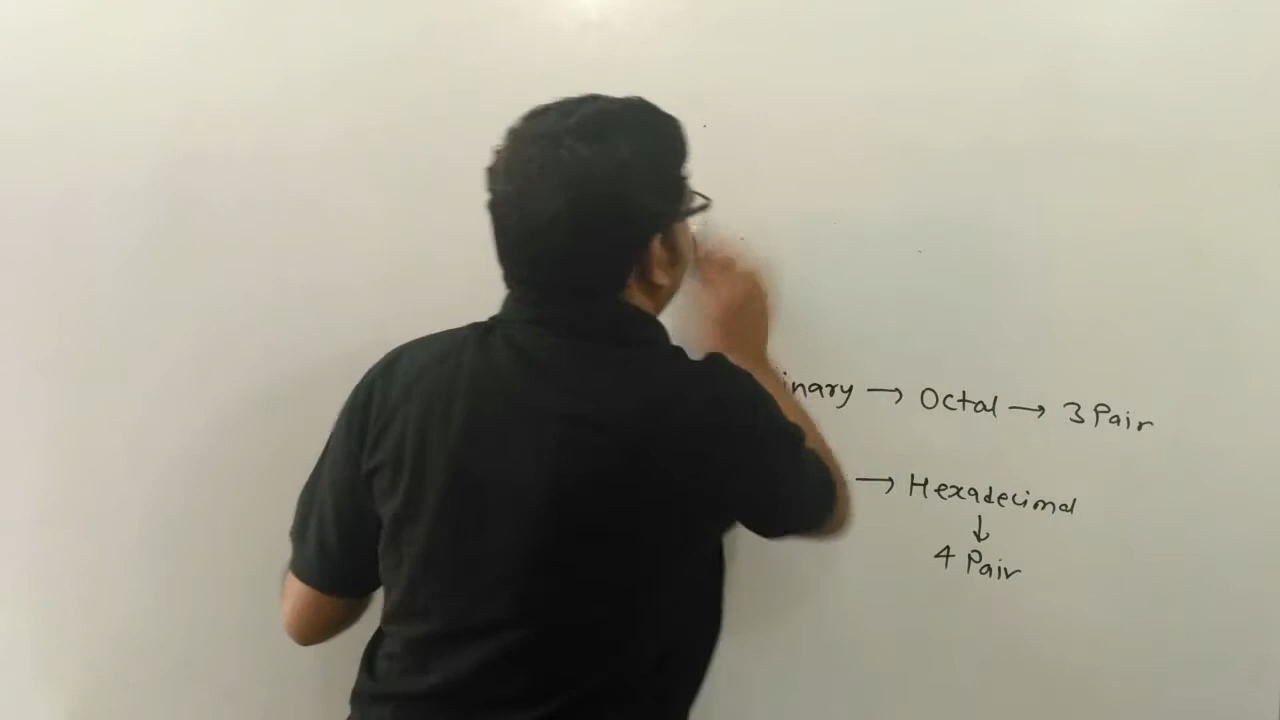 inary → Octal → 3 Pair
→ Hexadecimal
↓
4 Pair